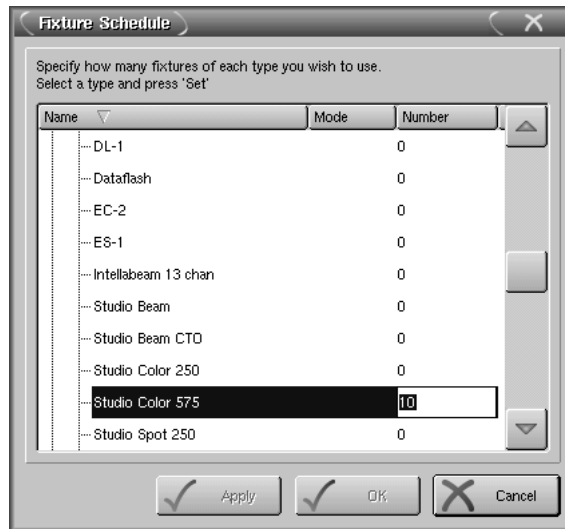 Fixture Schedule
Specify how many fixtures of each type you wish to use.
Select a type and press 'Set'
Name Mode Number
DL-1 0
Dataflash 0
EC-2 0
ES-1 0
Intellabeam 13 chan 0
Studio Beam 0
Studio Beam CTO 0
Studio Color 250 0
Studio Color 575 10
Studio Spot 250 0
Apply OK Cancel